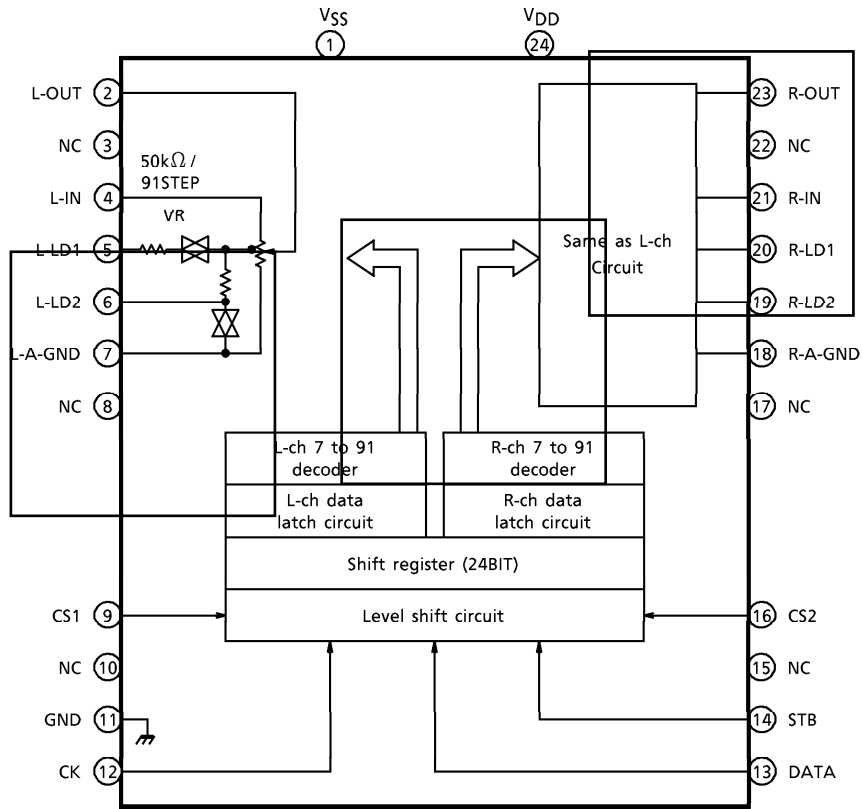 VSS
VDD
1
24
L-OUT 2
23 R-OUT
NC 3
22 NC
50kΩ /
91STEP
L-IN 4
21 R-IN
VR
L-LD1 5
20 R-LD1
Same as L-ch
Circuit
L-LD2 6
19 R-LD2
L-A-GND 7
18 R-A-GND
NC 8
17 NC
L-ch 7 to 91
decoder
R-ch 7 to 91
decoder
L-ch data
latch circuit
R-ch data
latch circuit
Shift register (24BIT)
Level shift circuit
CS1 9
16 CS2
NC 10
15 NC
GND 11
14 STB
CK 12
13 DATA